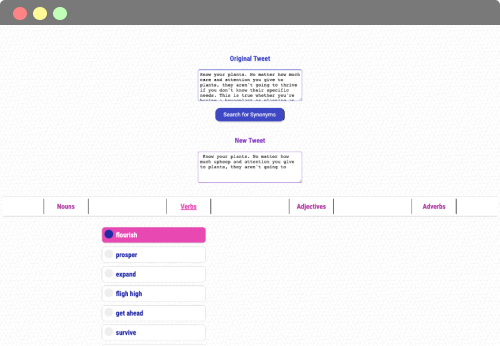 Original Tweet
Know your plants. No matter how much
care and attention you give to
plants, they aren't going to thrive
if you don't know their specific
needs. This is true whether you're
Search for Synonyms
New Tweet
Know your plants. No matter how
much upkeep and attention you give
to plants, they aren't going to
Nouns
Verbs
Adjectives
Adverbs
flourish
prosper
expand
fligh high
get ahead
survive